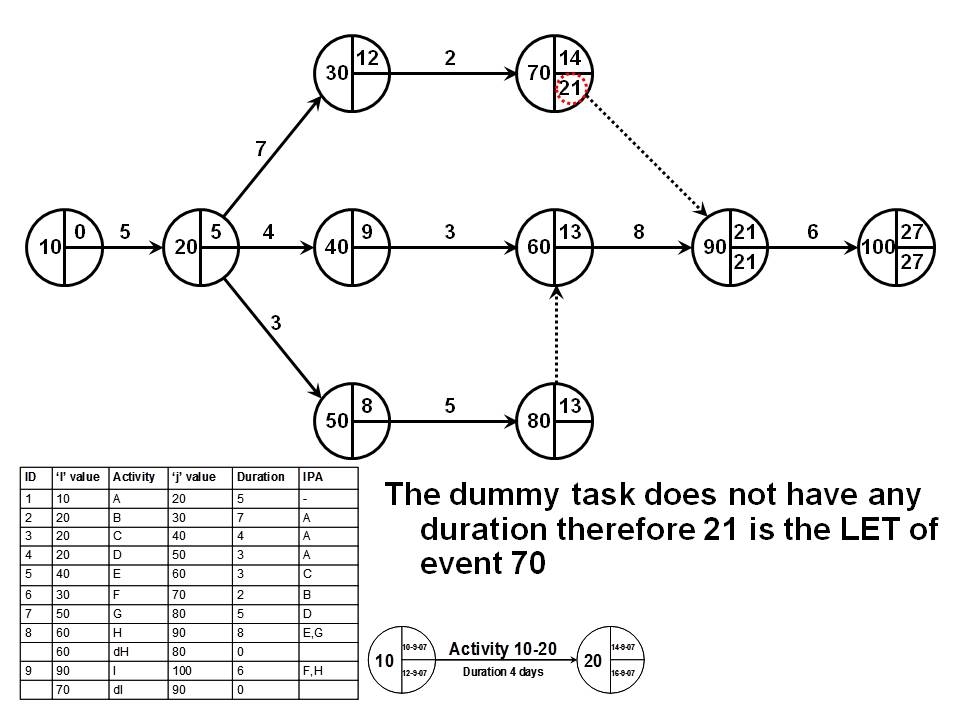 30 12 2 70 14
21
7
10 0 5 20 5 4 40 9 3 60 13 8 90 21 6 100 27
21 27
3
50 8 5 80 13
ID ‘I’ value Activity ‘j’ value Duration IPA
1 10 A 20 5 -
2 20 B 30 7 A
3 20 C 40 4 A
4 20 D 50 3 A
5 40 E 60 3 C
6 30 F 70 2 B
7 50 G 80 5 D
8 60 H 90 8 E,G
60 dH 80 0
9 90 I 100 6 F,H
70 dI 90 0
The dummy task does not have any
duration therefore 21 is the LET of
event 70
10 10-9-07 Activity 10-20 20 14-9-07
12-9-07 Duration 4 days 16-9-07